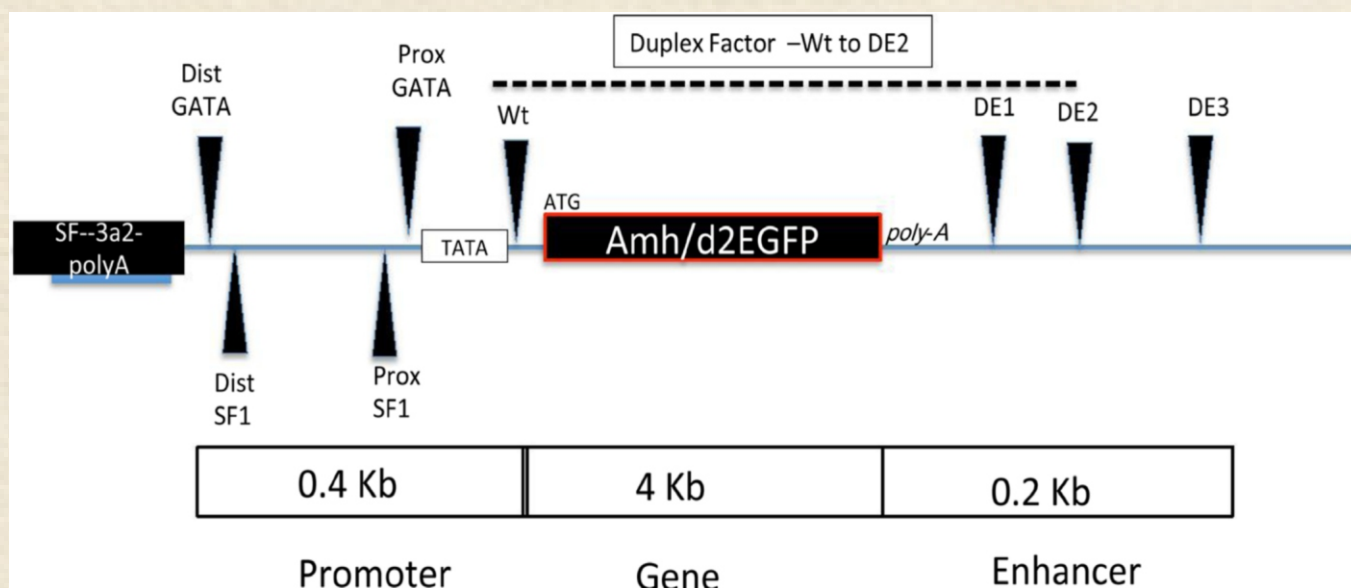 Duplex Factor –Wt to DE2
Dist
GATA
Prox
GATA
Wt
DE1
DE2
DE3
ATG
SF--3a2-
polyA
TATA
Amh/d2EGFP
poly-A
Dist
SF1
Prox
SF1
0.4 Kb
4 Kb
0.2 Kb
Promoter
Gene
Enhancer